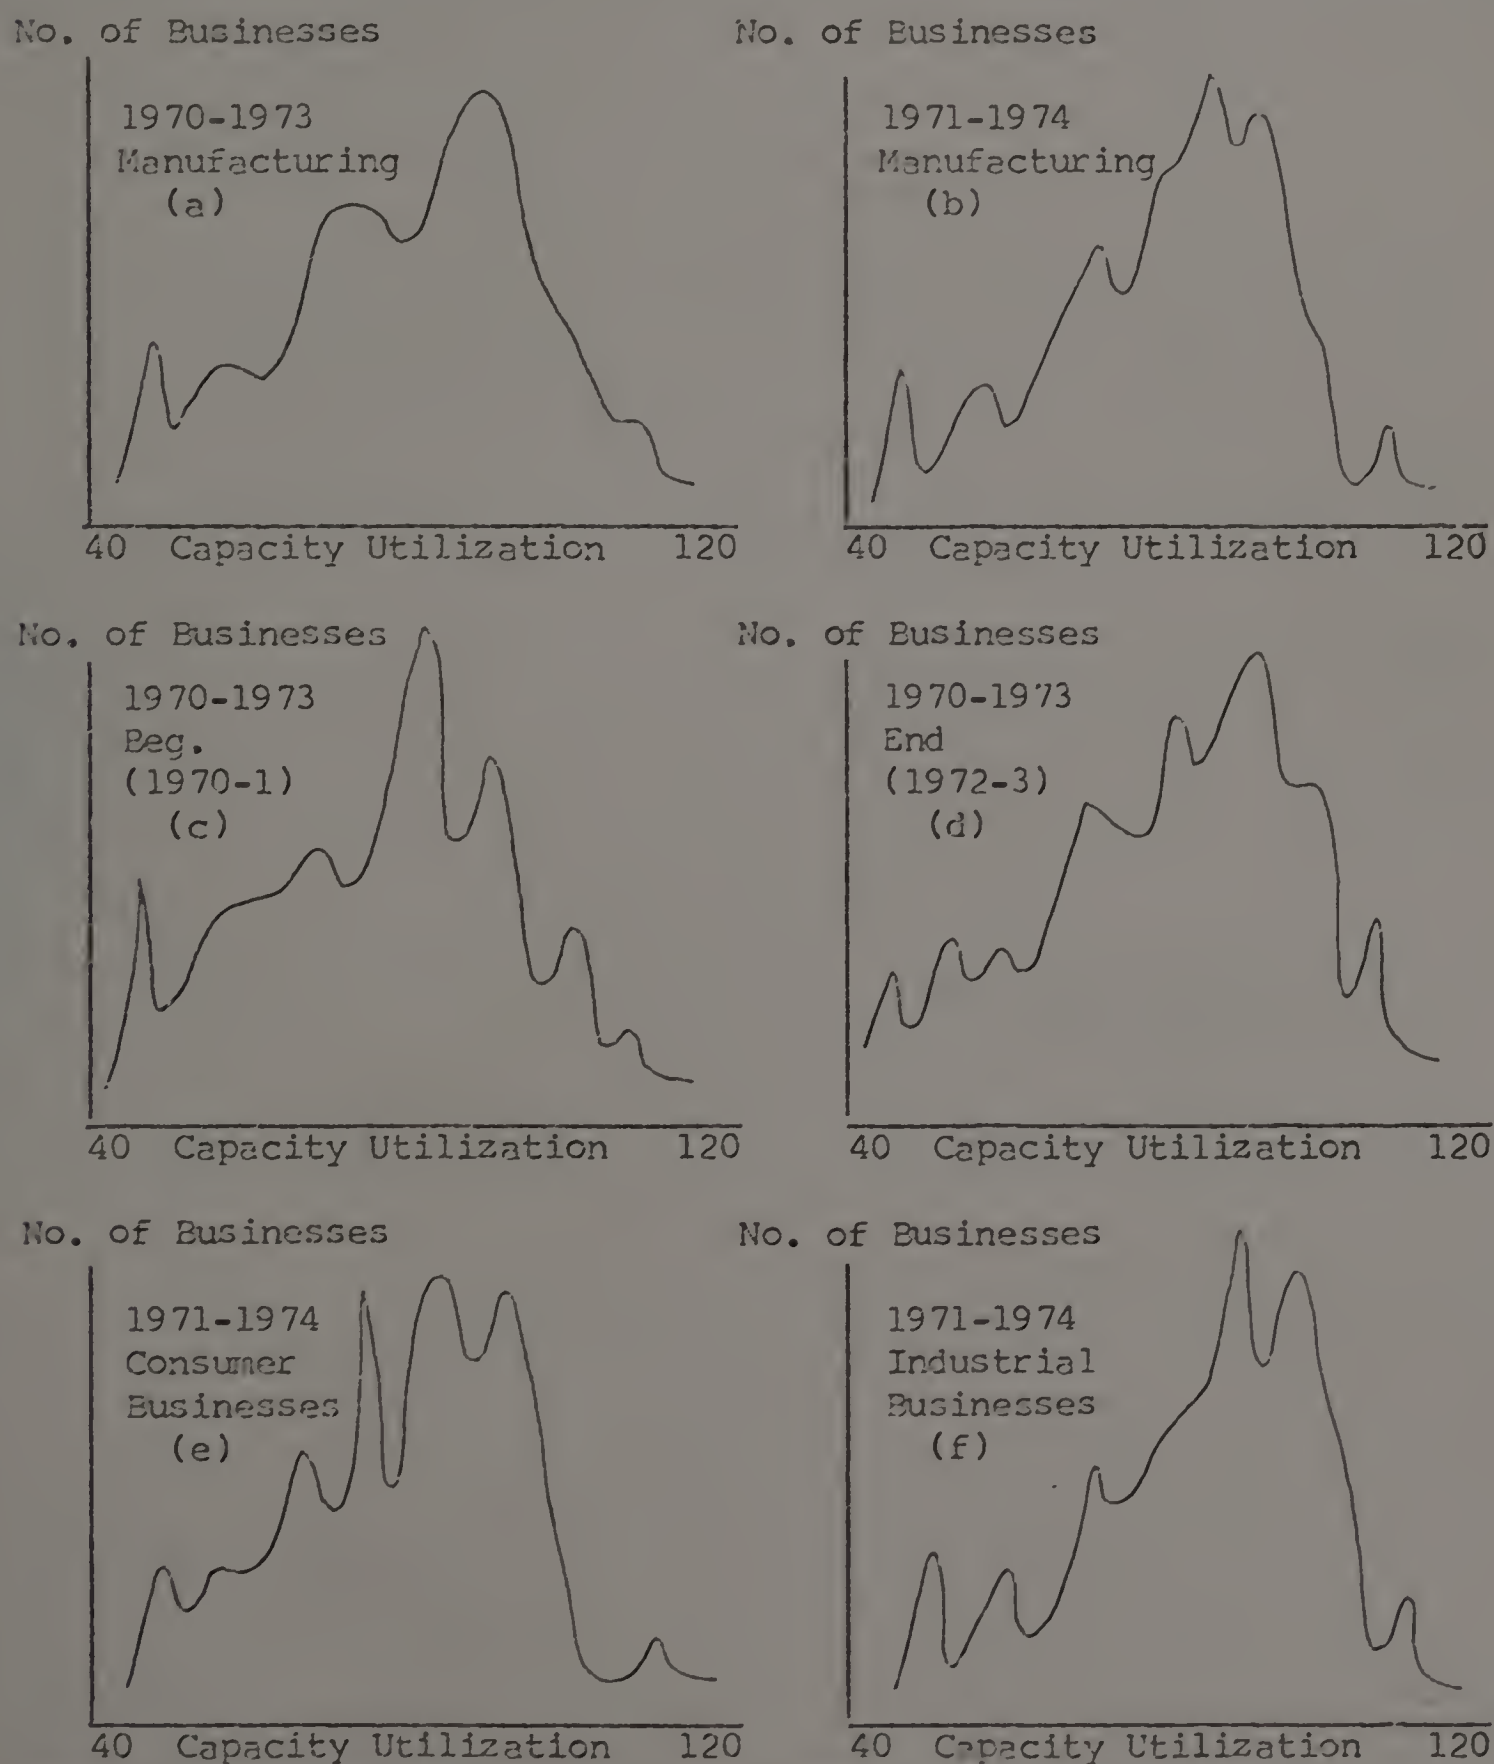 No. of Businesses
1970-1973
Manufacturing
(a)
40 Capacity Utilization 120
No. of Businesses
1971-1974
Manufacturing
(b)
40 Capacity Utilization 120
No. of Businesses
1970-1973
Beg.
(1970-1)
(c)
40 Capacity Utilization 120
No. of Businesses
1970-1973
End
(1972-3)
(d)
40 Capacity Utilization 120
No. of Businesses
1971-1974
Consumer
Businesses
(e)
40 Capacity Utilization 120
No. of Businesses
1971-1974
Industrial
Businesses
(f)
40 Capacity Utilization 120